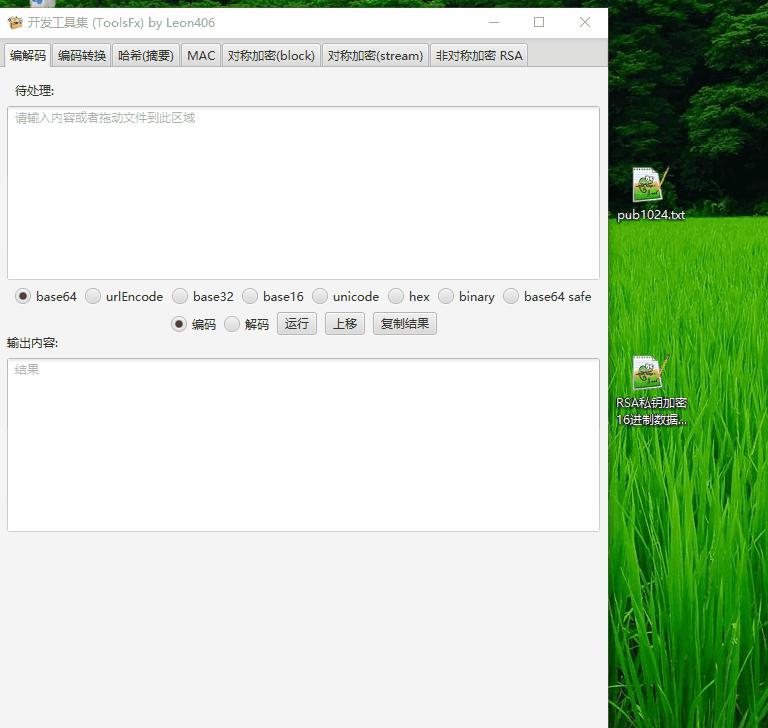 开发工具集 (ToolsFx) by Leon406
编解码 编码转换 哈希(摘要) MAC 对称加密(block) 对称加密(stream) 非对称加密 RSA
待处理:
请输入内容或者拖动文件到此区域
base64 urlEncode base32 base16 unicode hex binary base64 safe
编码 解码 运行 上移 复制结果
输出内容:
结果
pub1024.txt
RSA私钥加密
16进制数据...